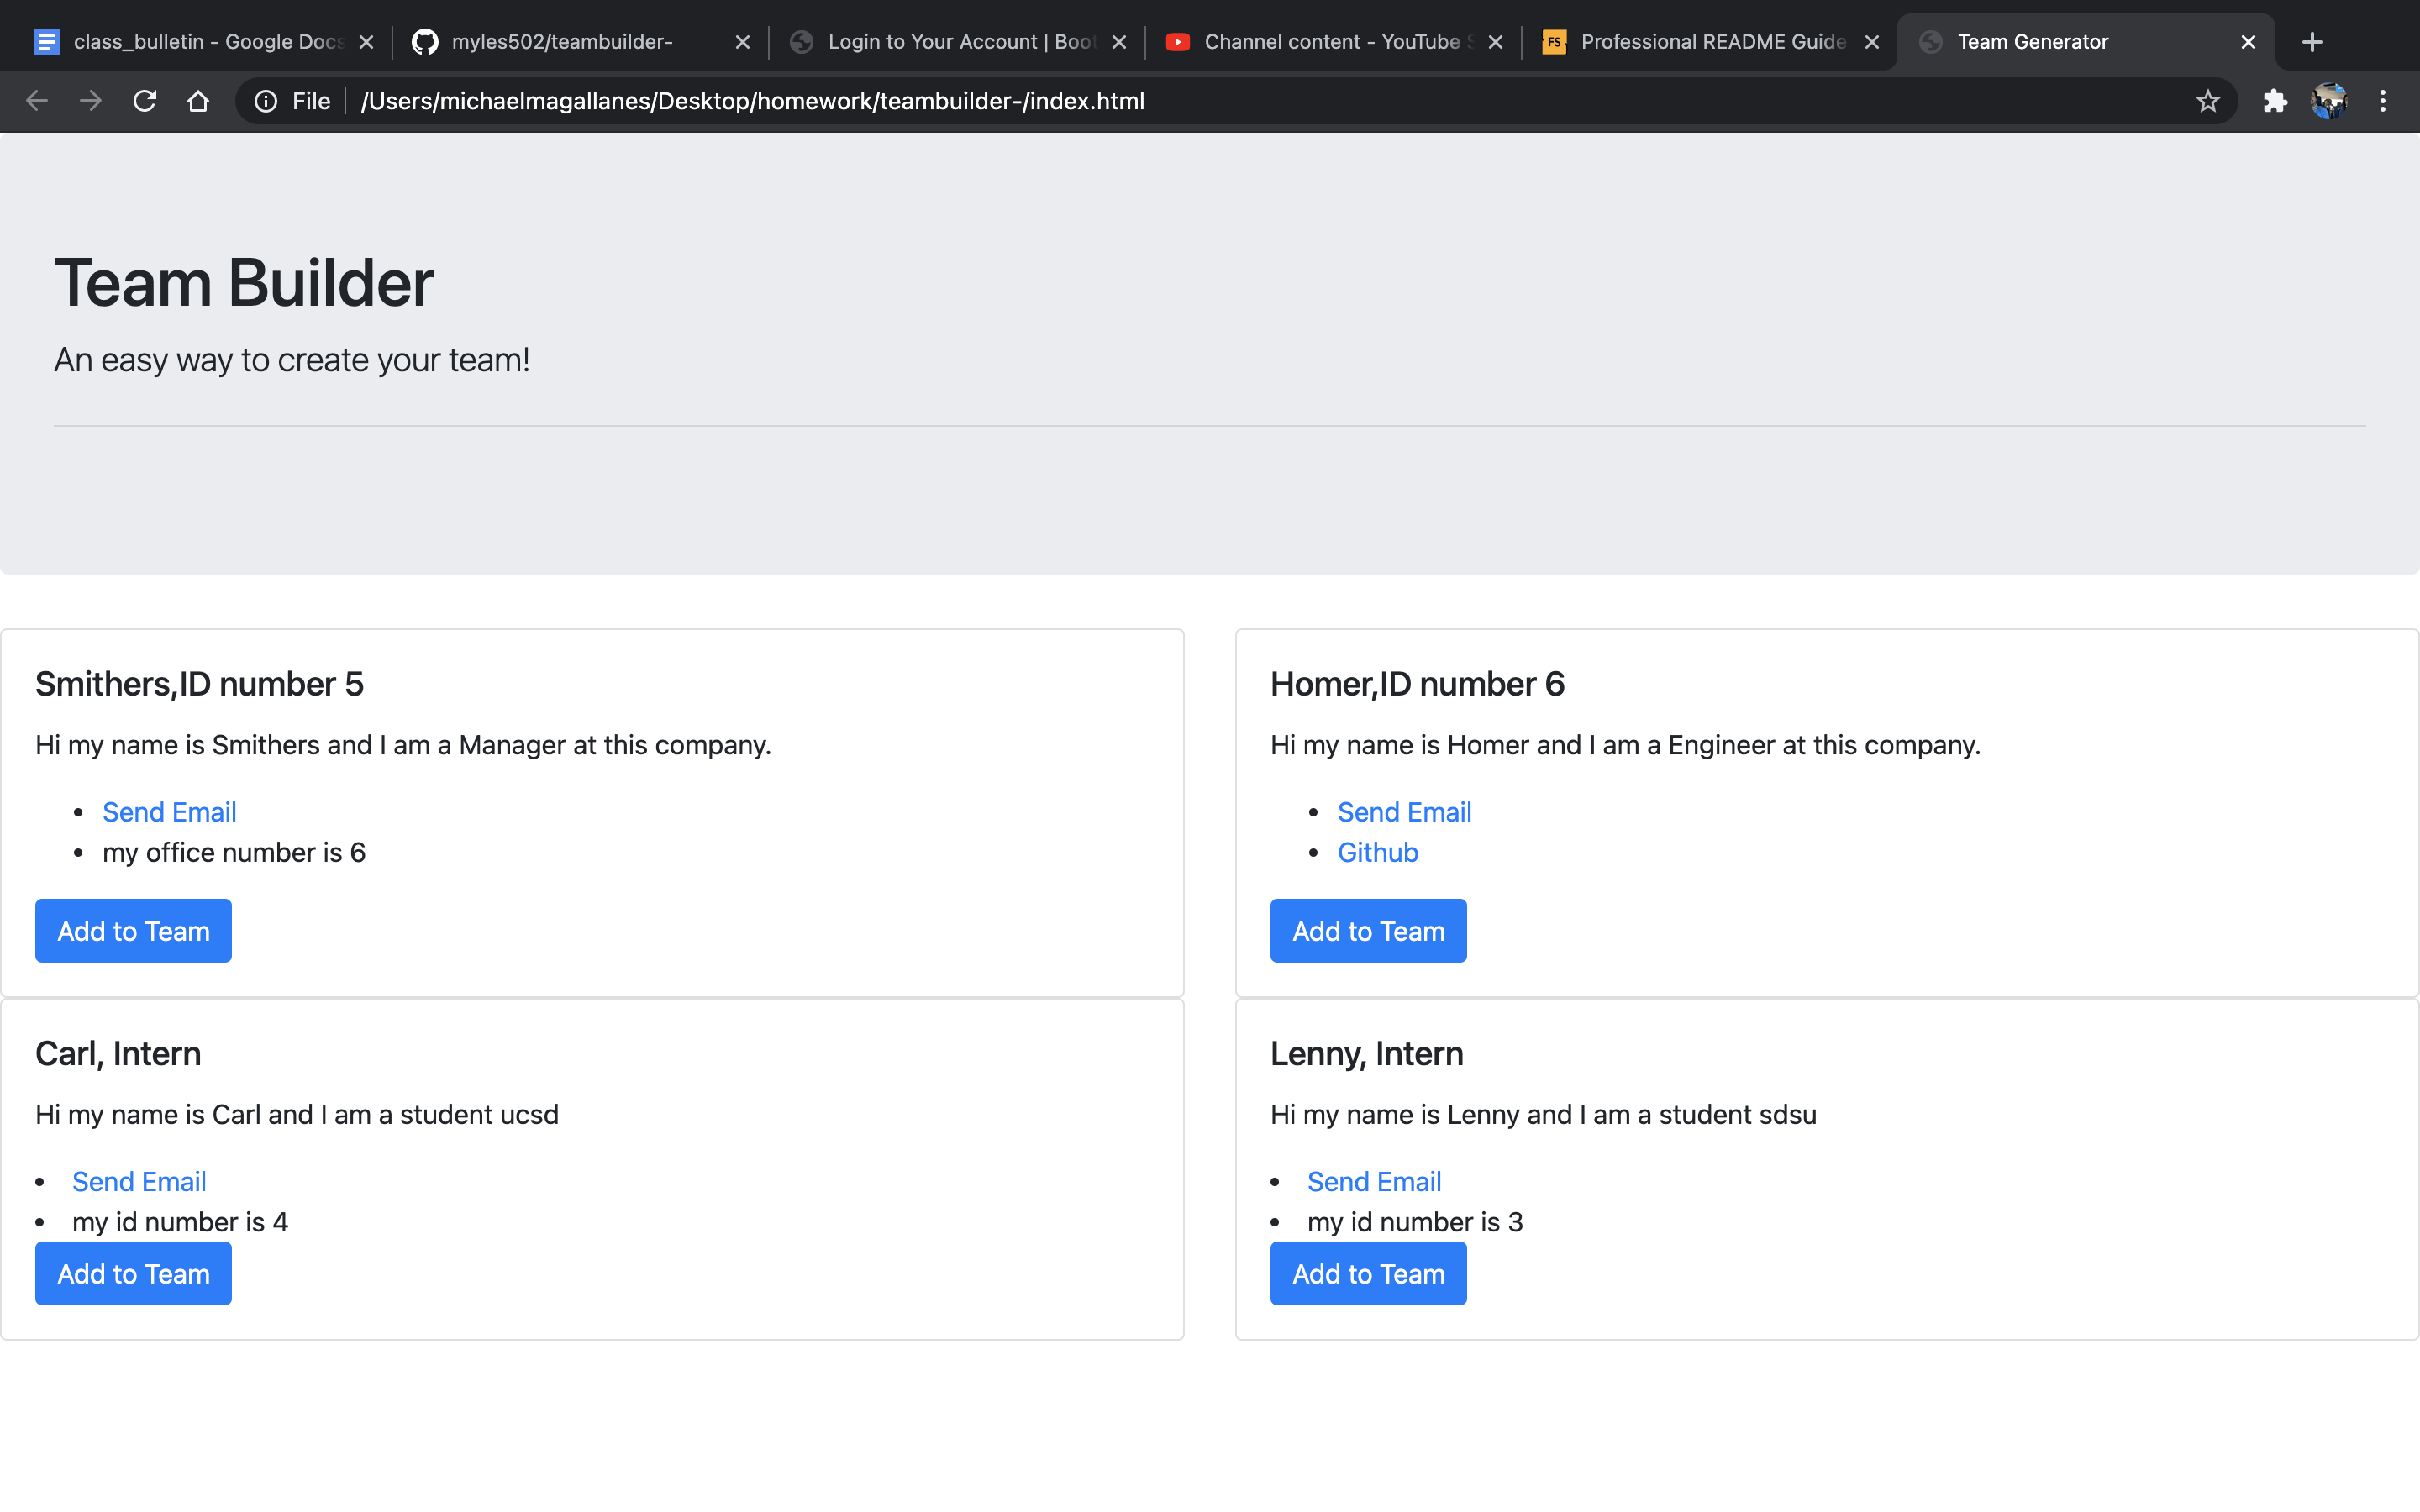 class_bulletin - Google Docs
myles502/teambuilder-
Login to Your Account | Boot
Channel content - YouTube S
FS
Professional README Guide
Team Generator
File
/Users/michaelmagallanes/Desktop/homework/teambuilder-/index.html
Team Builder
An easy way to create your team!
Smithers,ID number 5
Hi my name is Smithers and I am a Manager at this company.
• Send Email
• my office number is 6
Add to Team
Homer,ID number 6
Hi my name is Homer and I am a Engineer at this company.
• Send Email
• Github
Add to Team
Carl, Intern
Hi my name is Carl and I am a student ucsd
• Send Email
• my id number is 4
Add to Team
Lenny, Intern
Hi my name is Lenny and I am a student sdsu
• Send Email
• my id number is 3
Add to Team